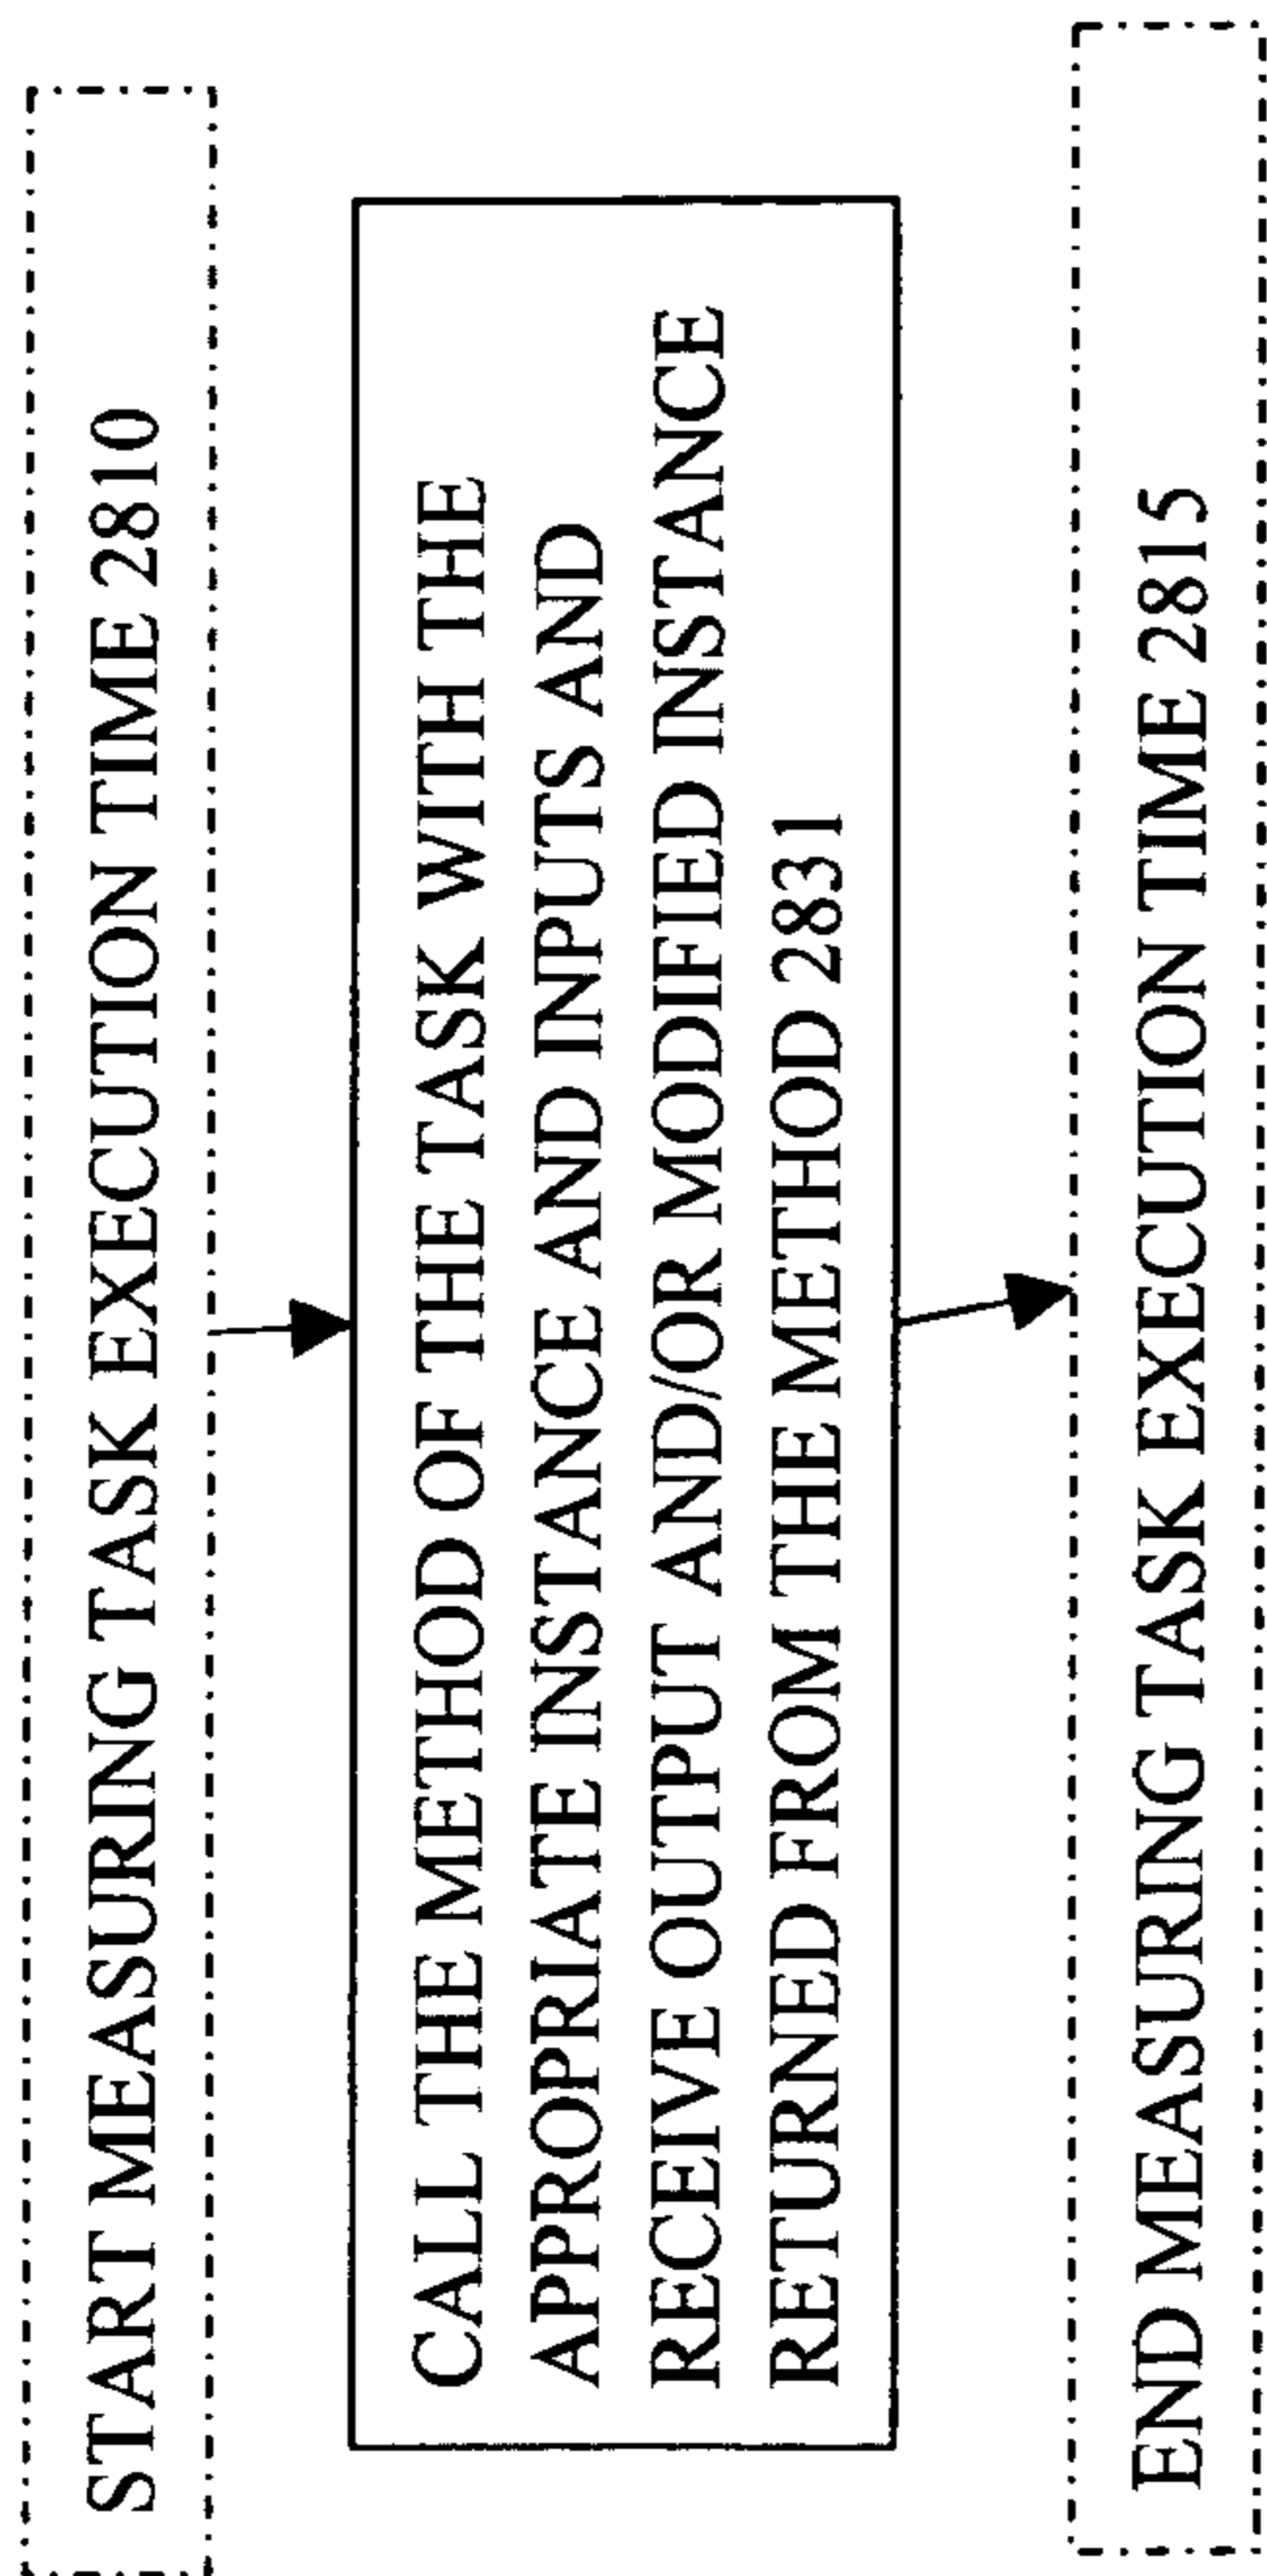 START MEASURING TASK EXECUTION TIME 2810
CALL THE METHOD OF THE TASK WITH THE
APPROPRIATE INSTANCE AND INPUTS AND
RECEIVE OUTPUT AND/OR MODIFIED INSTANCE
RETURNED FROM THE METHOD 2831
END MEASURING TASK EXECUTION TIME 2815